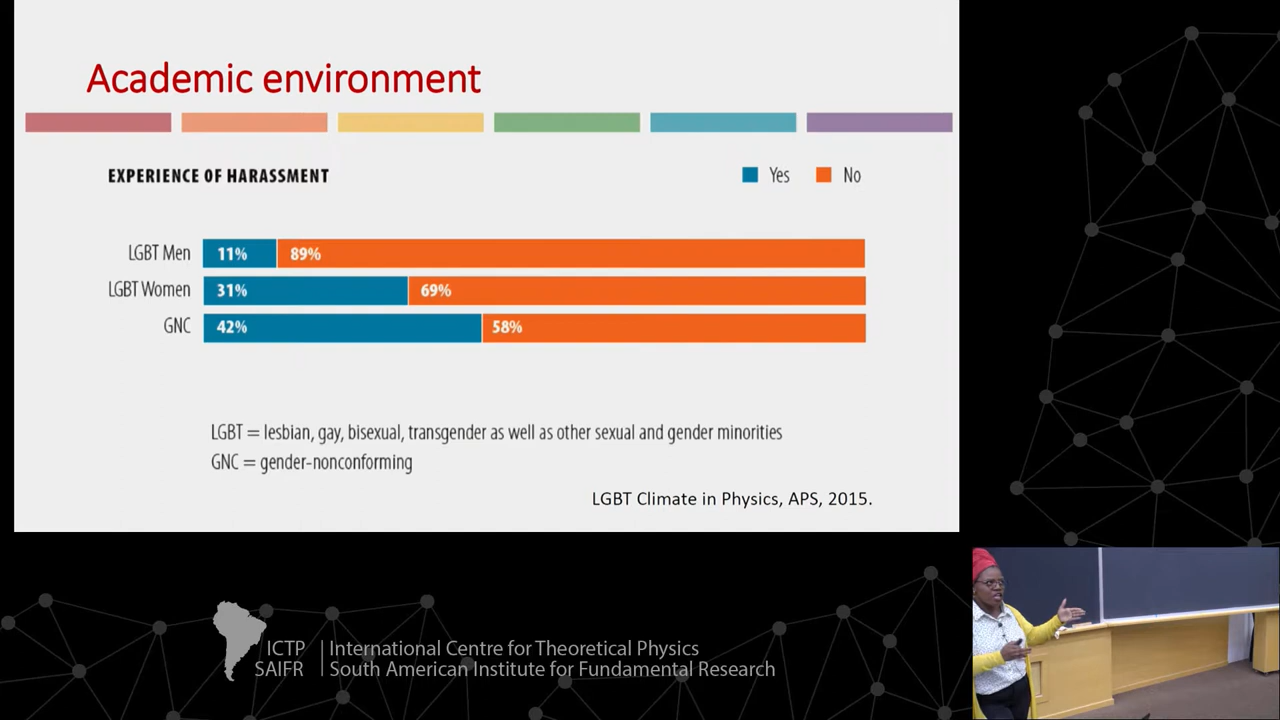 Academic environment
EXPERIENCE OF HARASSMENT
Yes No
LGBT Men 11% 89%
LGBT Women 31% 69%
GNC 42% 58%
LGBT = lesbian, gay, bisexual, transgender as well as other sexual and gender minorities
GNC = gender-nonconforming
LGBT Climate in Physics, APS, 2015.
ICTP International Centre for Theoretical Physics
SAIFR South American Institute for Fundamental Research